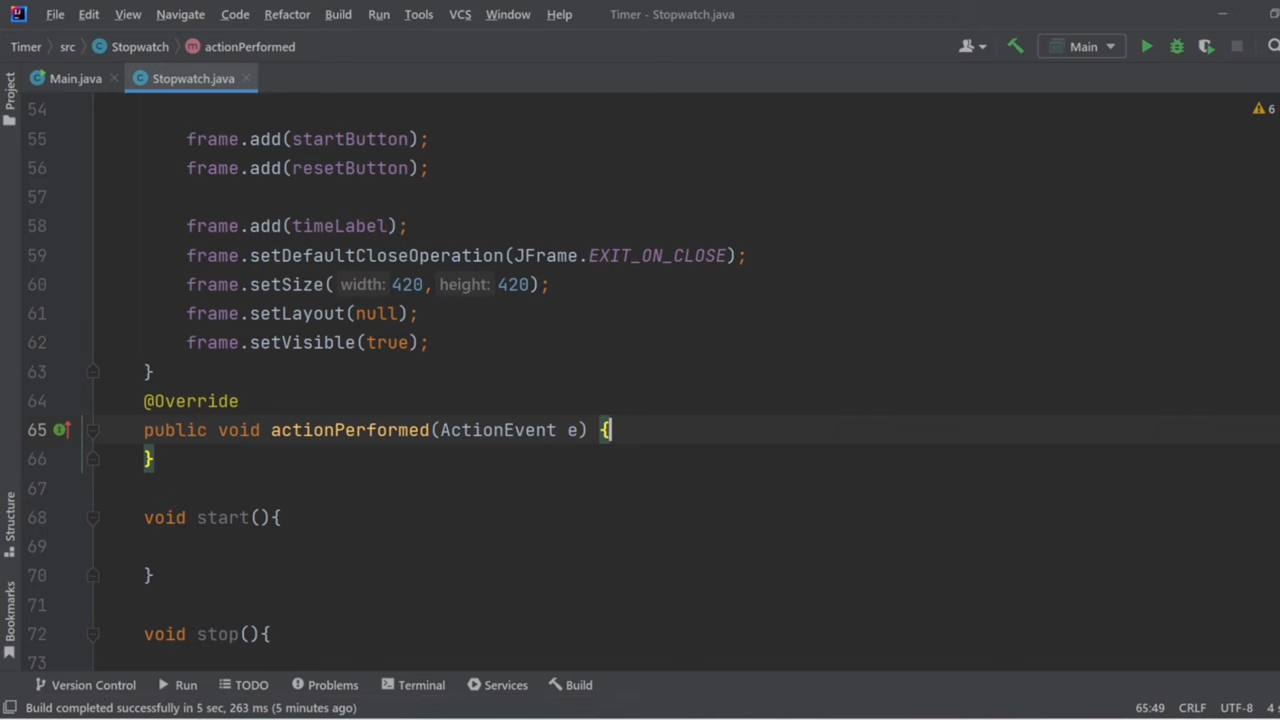 File Edit View Navigate Code Refactor Build Run Tools VCS Window Help Timer - Stopwatch.java
Timer src Stopwatch actionPerformed Main
Main.java Stopwatch.java
Project
6
54
55 frame.add(startButton);
56 frame.add(resetButton);
57
58 frame.add(timeLabel);
59 frame.setDefaultCloseOperation(JFrame.EXIT_ON_CLOSE);
60 frame.setSize( width: 420, height: 420);
61 frame.setLayout(null);
62 frame.setVisible(true);
63 }
64 @Override
65 public void actionPerformed(ActionEvent e) {
66 }
67
68 void start(){
69
70 }
71
72 void stop(){
73
Structure
Bookmarks
Version Control Run TODO Problems Terminal Services Build
Build completed successfully in 5 sec, 263 ms (5 minutes ago) 65:49 CRLF UTF-8 4